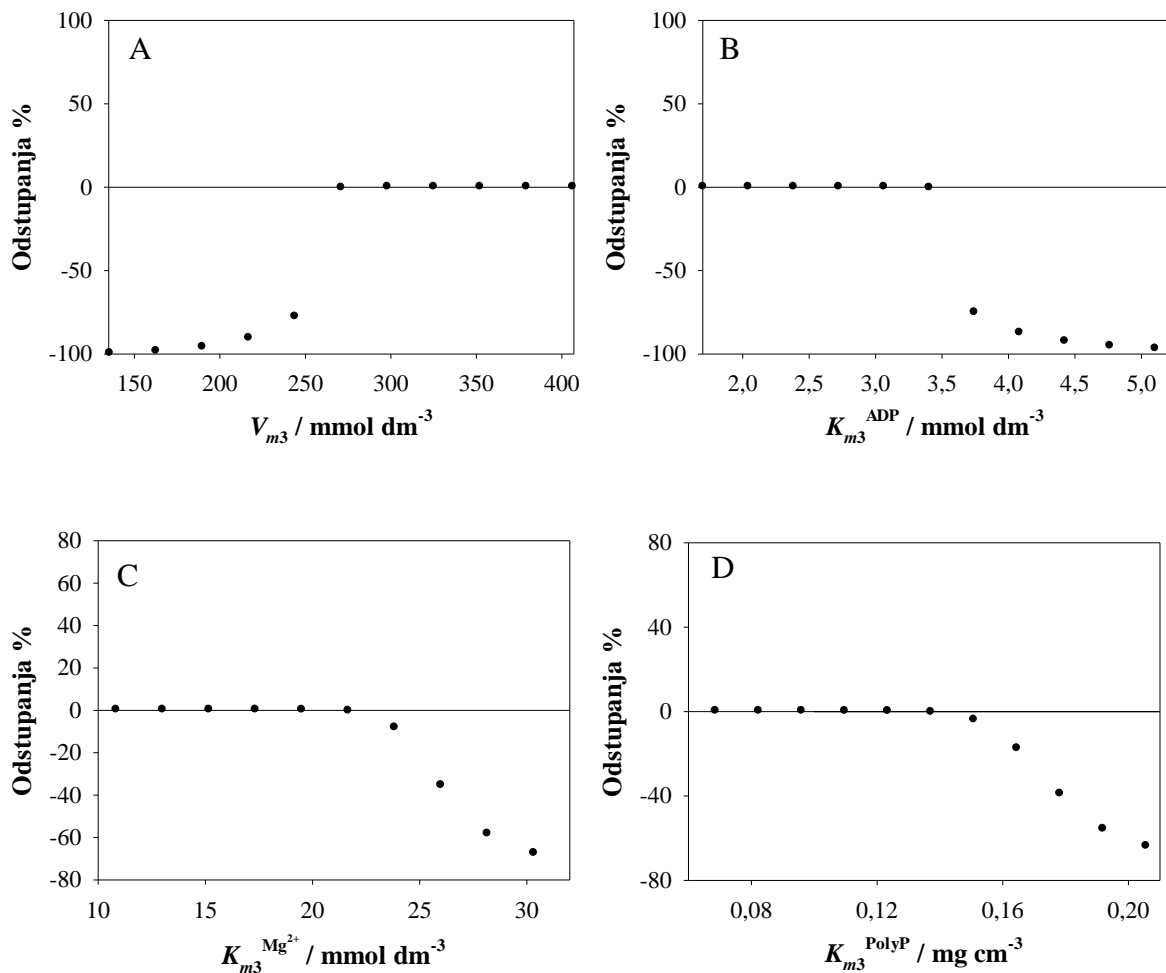 A
Odstupanja %
100
50
0
-50
-100
150 200 250 300 350 400
V_m3 / mmol dm^-3
B
Odstupanja %
100
50
0
-50
-100
2,0 2,5 3,0 3,5 4,0 4,5 5,0
K_m3^ADP / mmol dm^-3
C
Odstupanja %
80
60
40
20
0
-20
-40
-60
-80
10 15 20 25 30
K_m3^Mg^2+ / mmol dm^-3
D
Odstupanja %
80
40
0
-40
-80
0,08 0,12 0,16 0,20
K_m3^PolyP / mg cm^-3